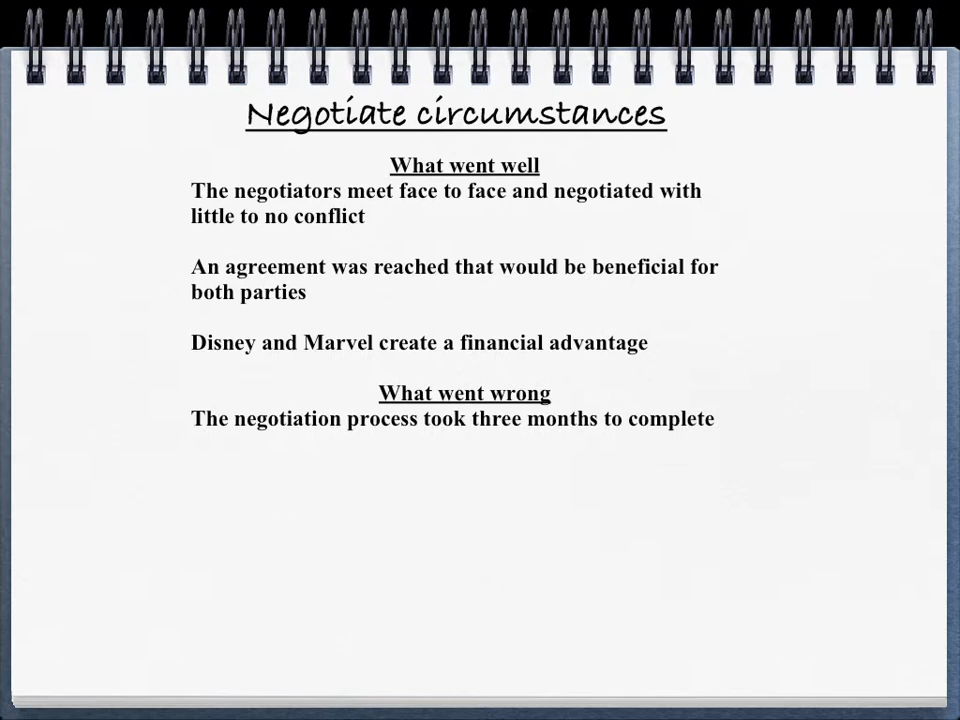 Negotiate circumstances
What went well
The negotiators meet face to face and negotiated with
little to no conflict
An agreement was reached that would be beneficial for
both parties
Disney and Marvel create a financial advantage
What went wrong
The negotiation process took three months to complete